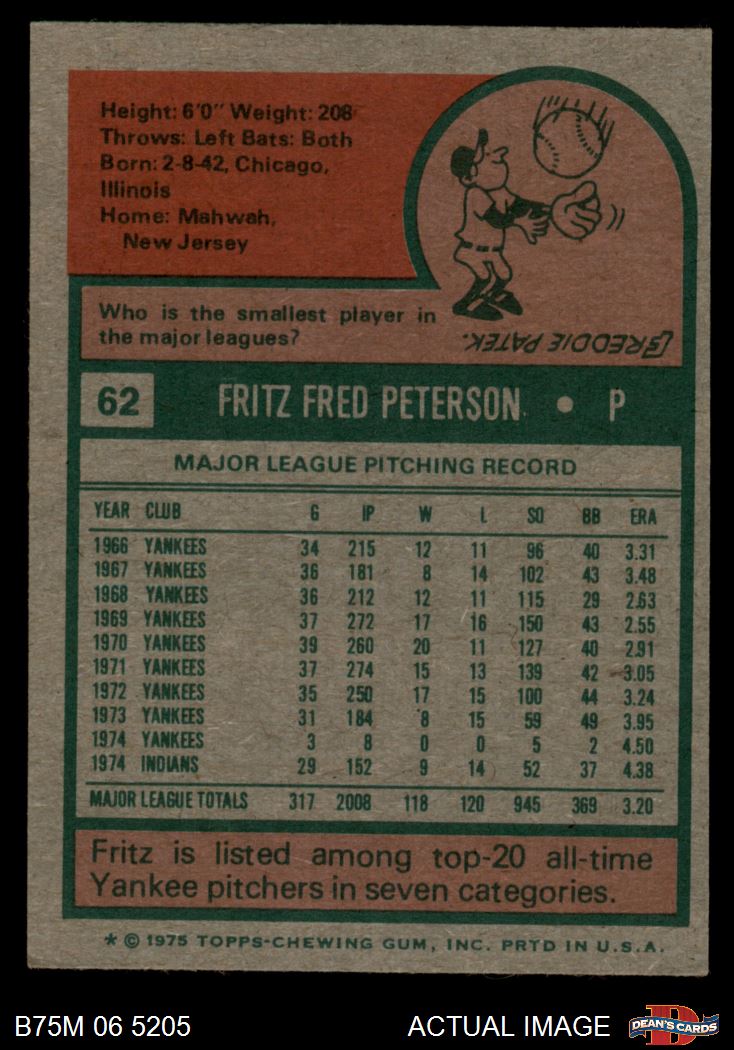 Height: 6'0" Weight: 208
Throws: Left Bats: Both
Born: 2-8-42, Chicago,
Illinois
Home: Mahwah,
New Jersey
Who is the smallest player in
the major leagues?
FREDDIE PATEK.
62 FRITZ FRED PETERSON • P
MAJOR LEAGUE PITCHING RECORD
YEAR CLUB G IP W L SO BB ERA
1966 YANKEES 34 215 12 11 96 40 3.31
1967 YANKEES 36 181 8 14 102 43 3.48
1968 YANKEES 36 212 12 11 115 29 2.63
1969 YANKEES 37 272 17 16 150 43 2.55
1970 YANKEES 39 260 20 11 127 40 2.91
1971 YANKEES 37 274 15 13 139 42 3.05
1972 YANKEES 35 250 17 15 100 44 3.24
1973 YANKEES 31 184 8 15 59 49 3.95
1974 YANKEES 3 8 0 0 5 2 4.50
1974 INDIANS 29 152 9 14 52 37 4.38
MAJOR LEAGUE TOTALS 317 2008 118 120 945 369 3.20
Fritz is listed among top-20 all-time
Yankee pitchers in seven categories.
* © 1975 TOPPS-CHEWING GUM, INC. PRTD IN U.S.A.
B75M 06 5205 ACTUAL IMAGE D DEAN'S CARDS